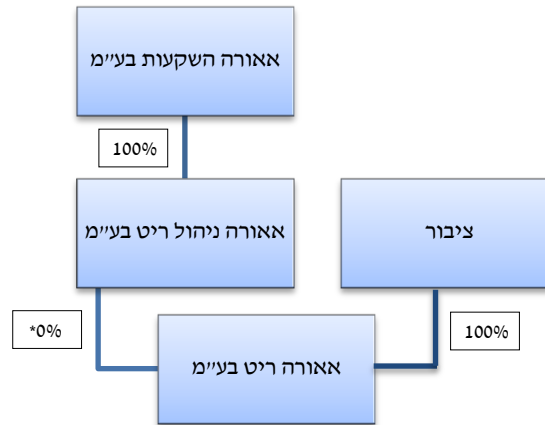 אאורה השקעות בע״מ
100%
אאורה ניהול ריט בע״מ
ציבור
*0%
100%
אאורה ריט בע״מ